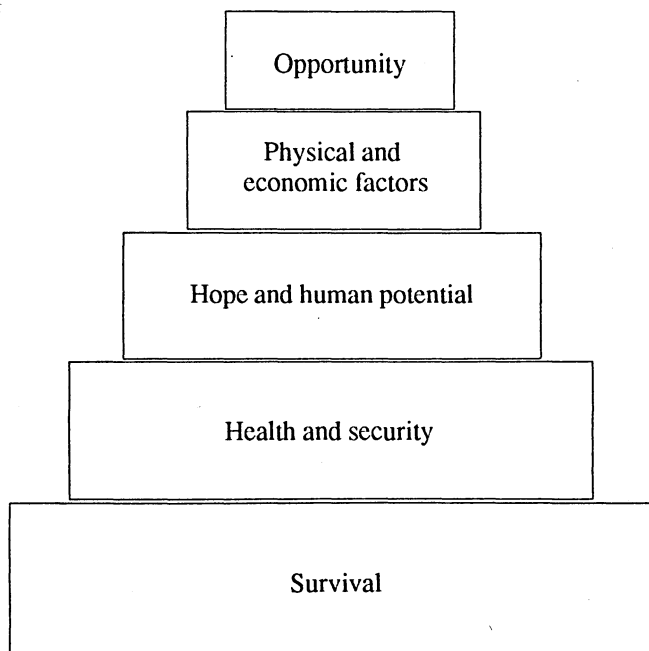 Opportunity
Physical and
economic factors
Hope and human potential
Health and security
Survival